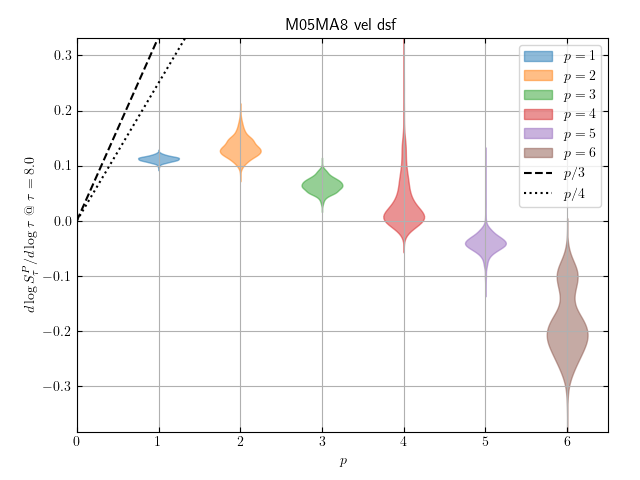 M05MA8 vel dsf
d log S_τ^P / d log τ @ τ = 8.0
0.3
0.2
0.1
0.0
−0.1
−0.2
−0.3
0 1 2 3 4 5 6
p
p = 1
p = 2
p = 3
p = 4
p = 5
p = 6
p/3
p/4